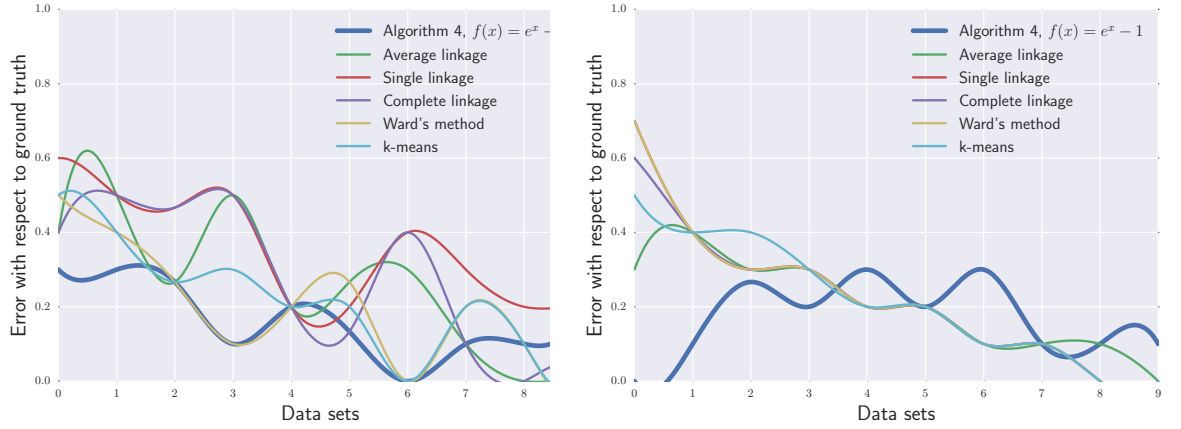 Error with respect to ground truth
1.0
0.8
0.6
0.4
0.2
0.0
Algorithm 4, f(x) = e^x −
Average linkage
Single linkage
Complete linkage
Ward's method
k-means
0 1 2 3 4 5 6 7 8
Data sets
Error with respect to ground truth
1.0
0.8
0.6
0.4
0.2
0.0
Algorithm 4, f(x) = e^x − 1
Average linkage
Single linkage
Complete linkage
Ward's method
k-means
0 1 2 3 4 5 6 7 8 9
Data sets